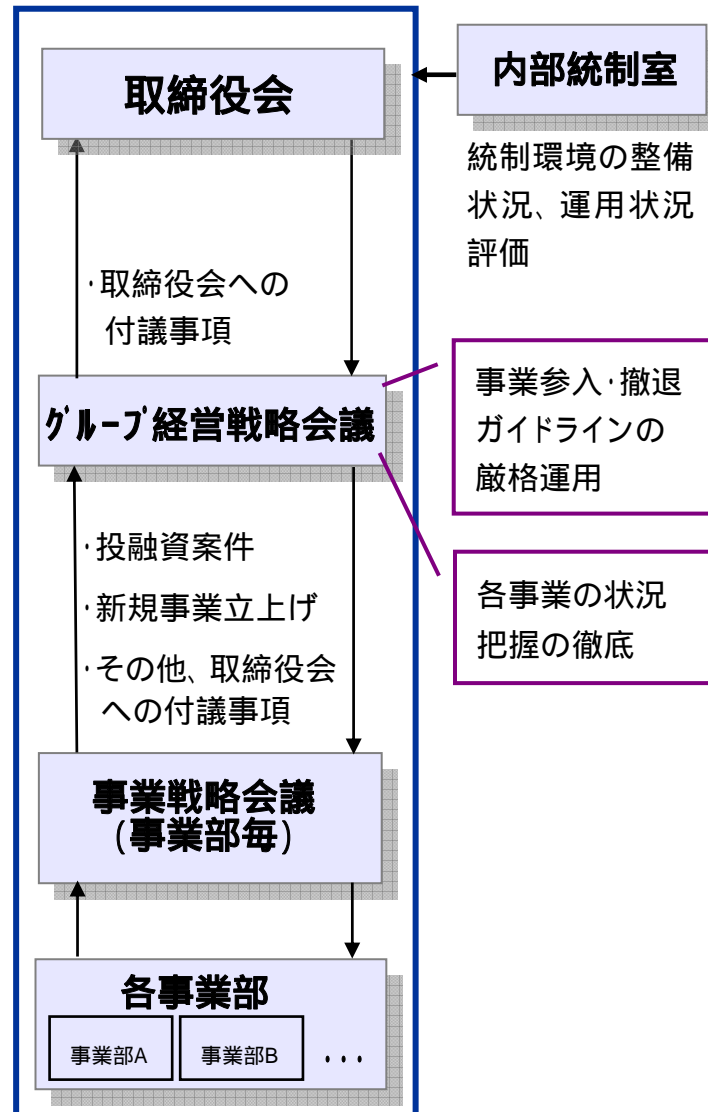 取締役会
内部統制室
統制環境の整備
状況、運用状況
評価
·取締役会への
付議事項
グループ経営戦略会議
事業参入·撤退
ガイドラインの
厳格運用
·投融資案件
·新規事業立上げ
·その他、取締役会
への付議事項
各事業の状況
把握の徹底
事業戦略会議
(事業部毎)
各事業部
事業部A
事業部B
···